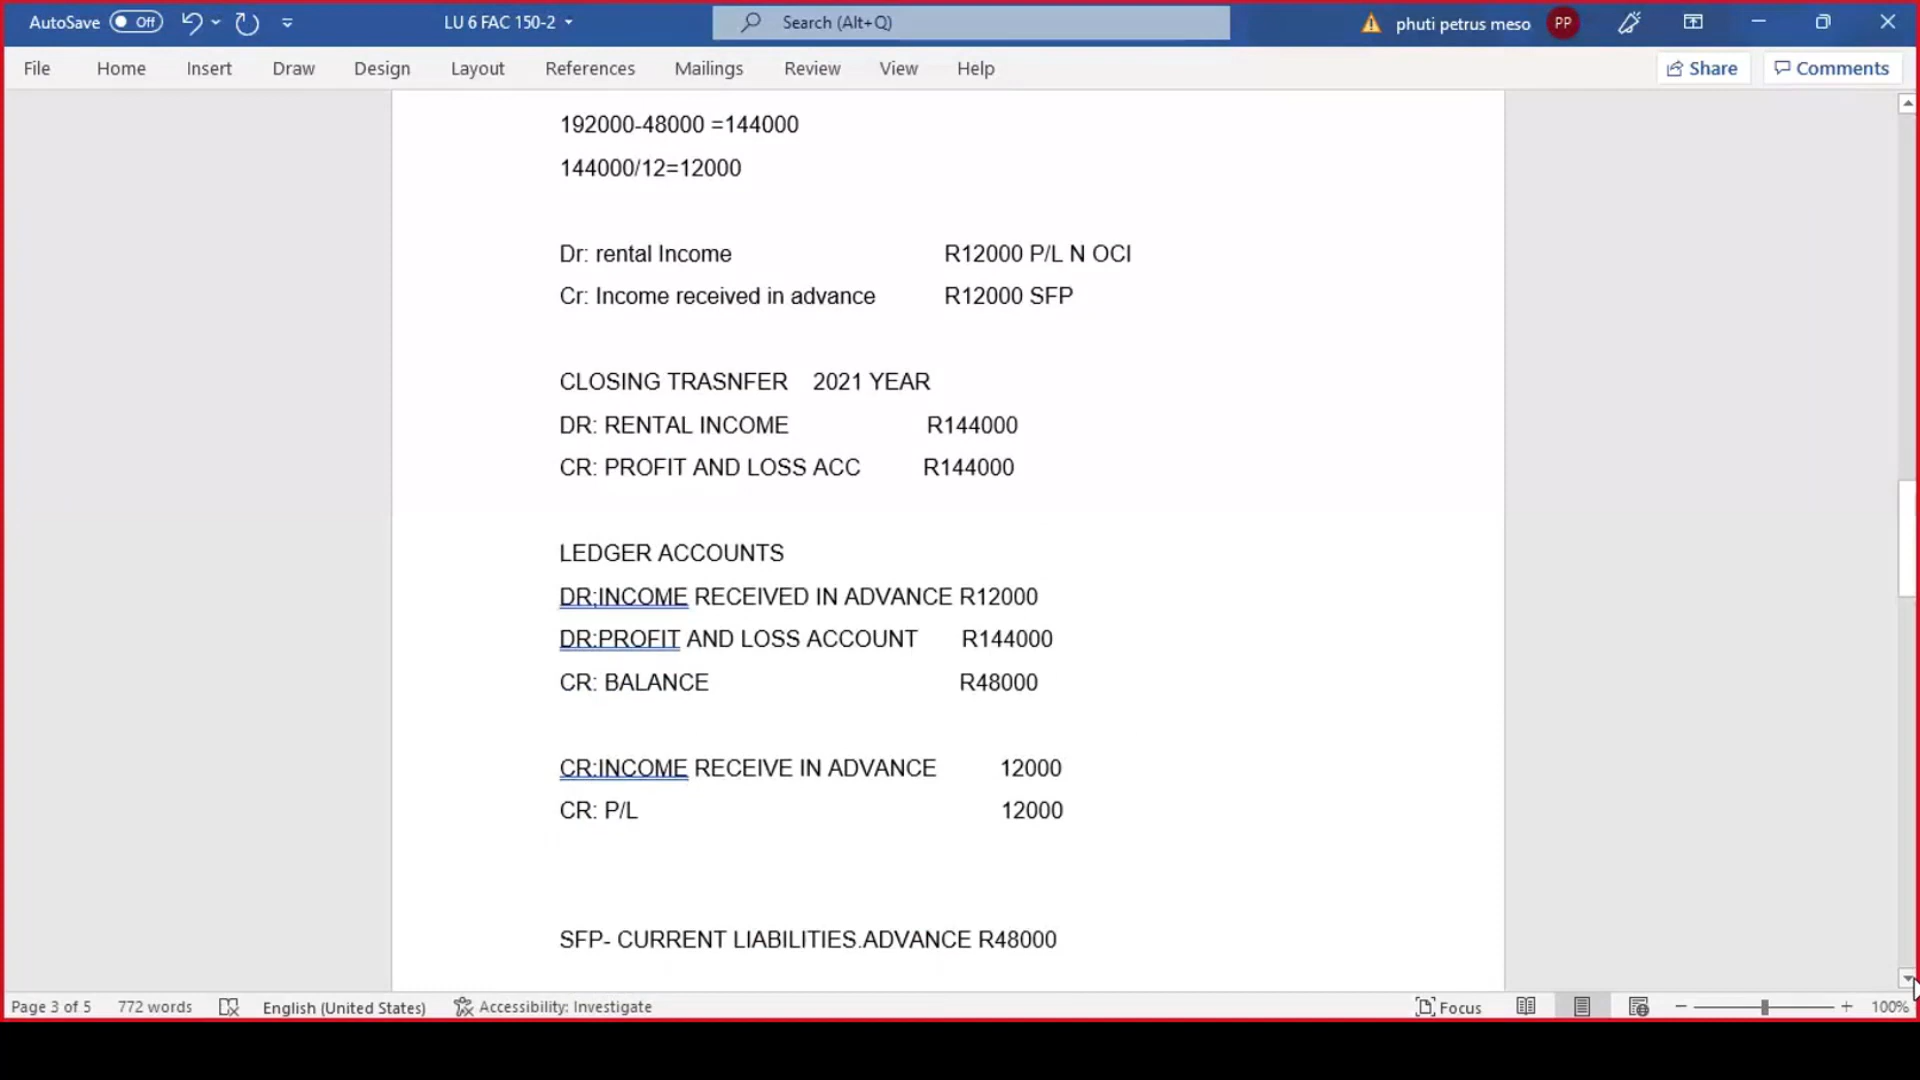 AutoSave Off LU 6 FAC 150-2 Search (Alt+Q) phuti petrus meso PP
File Home Insert Draw Design Layout References Mailings Review View Help Share Comments
192000-48000 =144000
144000/12=12000
Dr: rental Income R12000 P/L N OCI
Cr: Income received in advance R12000 SFP
CLOSING TRASNFER 2021 YEAR
DR: RENTAL INCOME R144000
CR: PROFIT AND LOSS ACC R144000
LEDGER ACCOUNTS
DR;INCOME RECEIVED IN ADVANCE R12000
DR:PROFIT AND LOSS ACCOUNT R144000
CR: BALANCE R48000
CR:INCOME RECEIVE IN ADVANCE 12000
CR: P/L 12000
SFP- CURRENT LIABILITIES.ADVANCE R48000
Page 3 of 5 772 words English (United States) Accessibility: Investigate Focus 100%